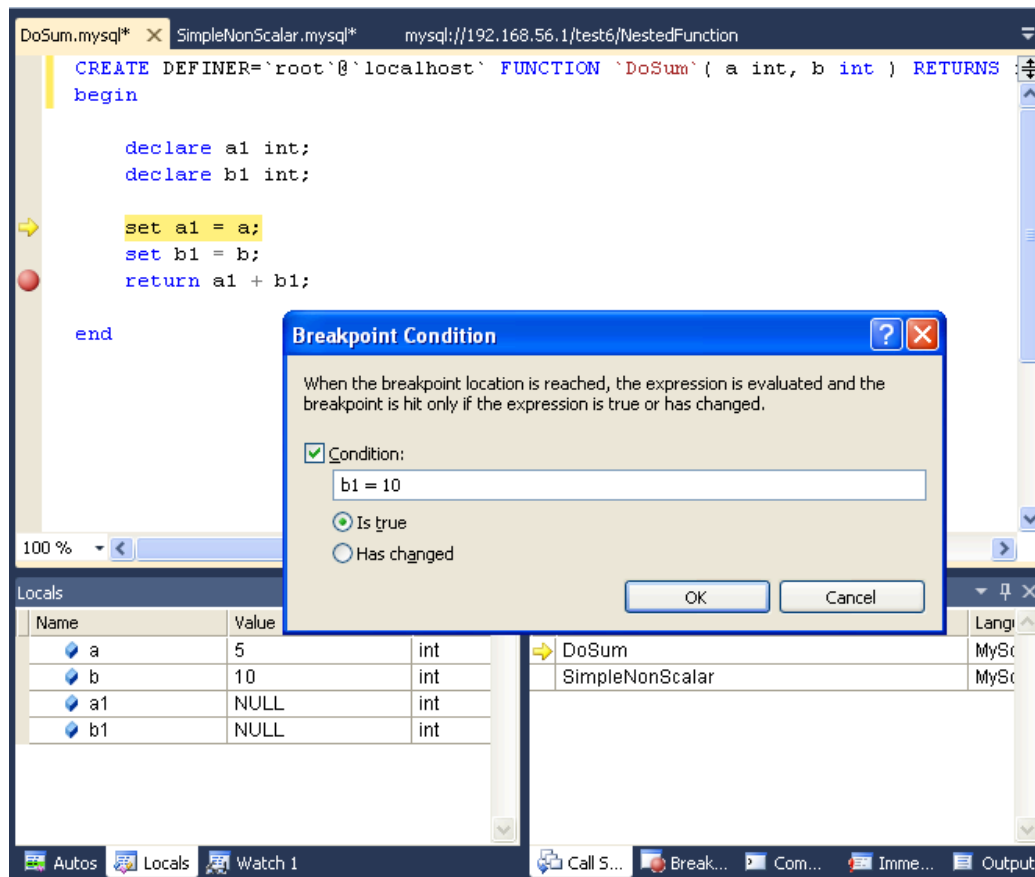 DoSum.mysql* SimpleNonScalar.mysql* mysql://192.168.56.1/test6/NestedFunction
CREATE DEFINER=`root`@`localhost` FUNCTION `DoSum`( a int, b int ) RETURNS
begin
declare a1 int;
declare b1 int;
set a1 = a;
set b1 = b;
return a1 + b1;
end
Breakpoint Condition
When the breakpoint location is reached, the expression is evaluated and the
breakpoint is hit only if the expression is true or has changed.
Condition:
b1 = 10
Is true
Has changed
OK Cancel
100 %
Locals
Name Value
a 5 int
b 10 int
a1 NULL int
b1 NULL int
Lang
DoSum MyS
SimpleNonScalar MyS
Autos Locals Watch 1
Call S... Break... Com... Imme... Output